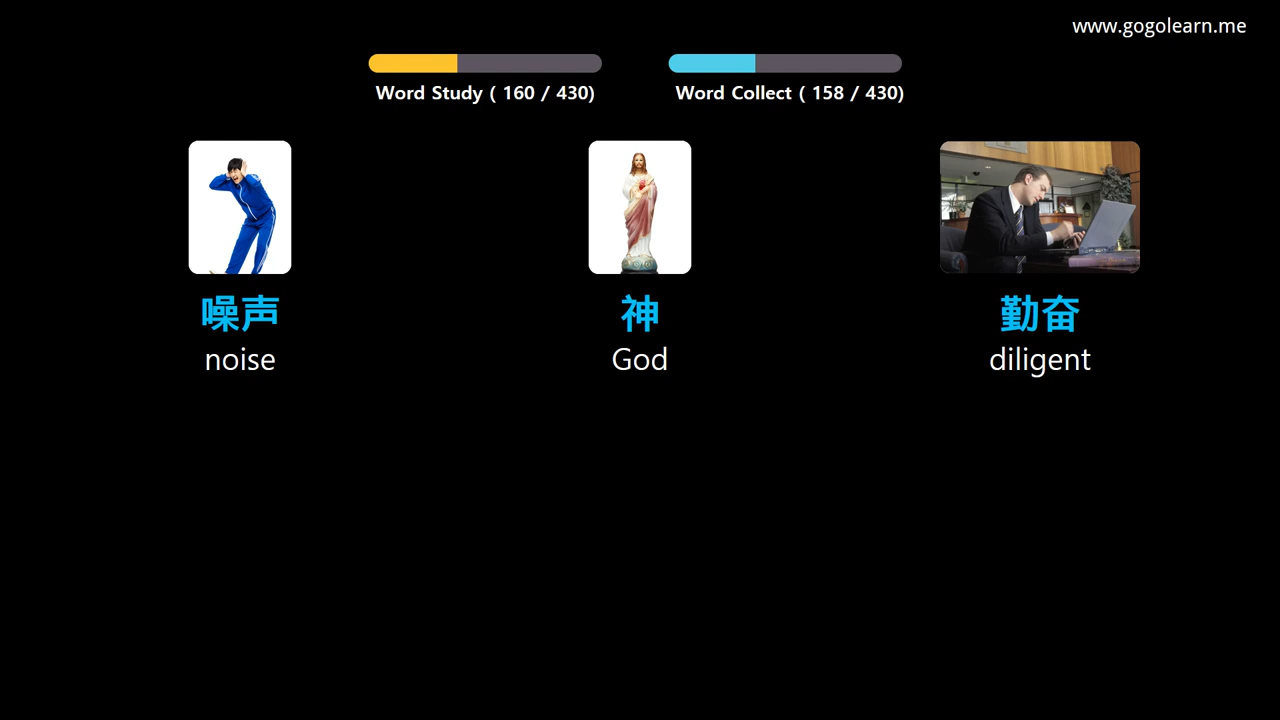 www.gogolearn.me
Word Study ( 160 / 430)
Word Collect ( 158 / 430)
噪声
noise
神
God
勤奋
diligent